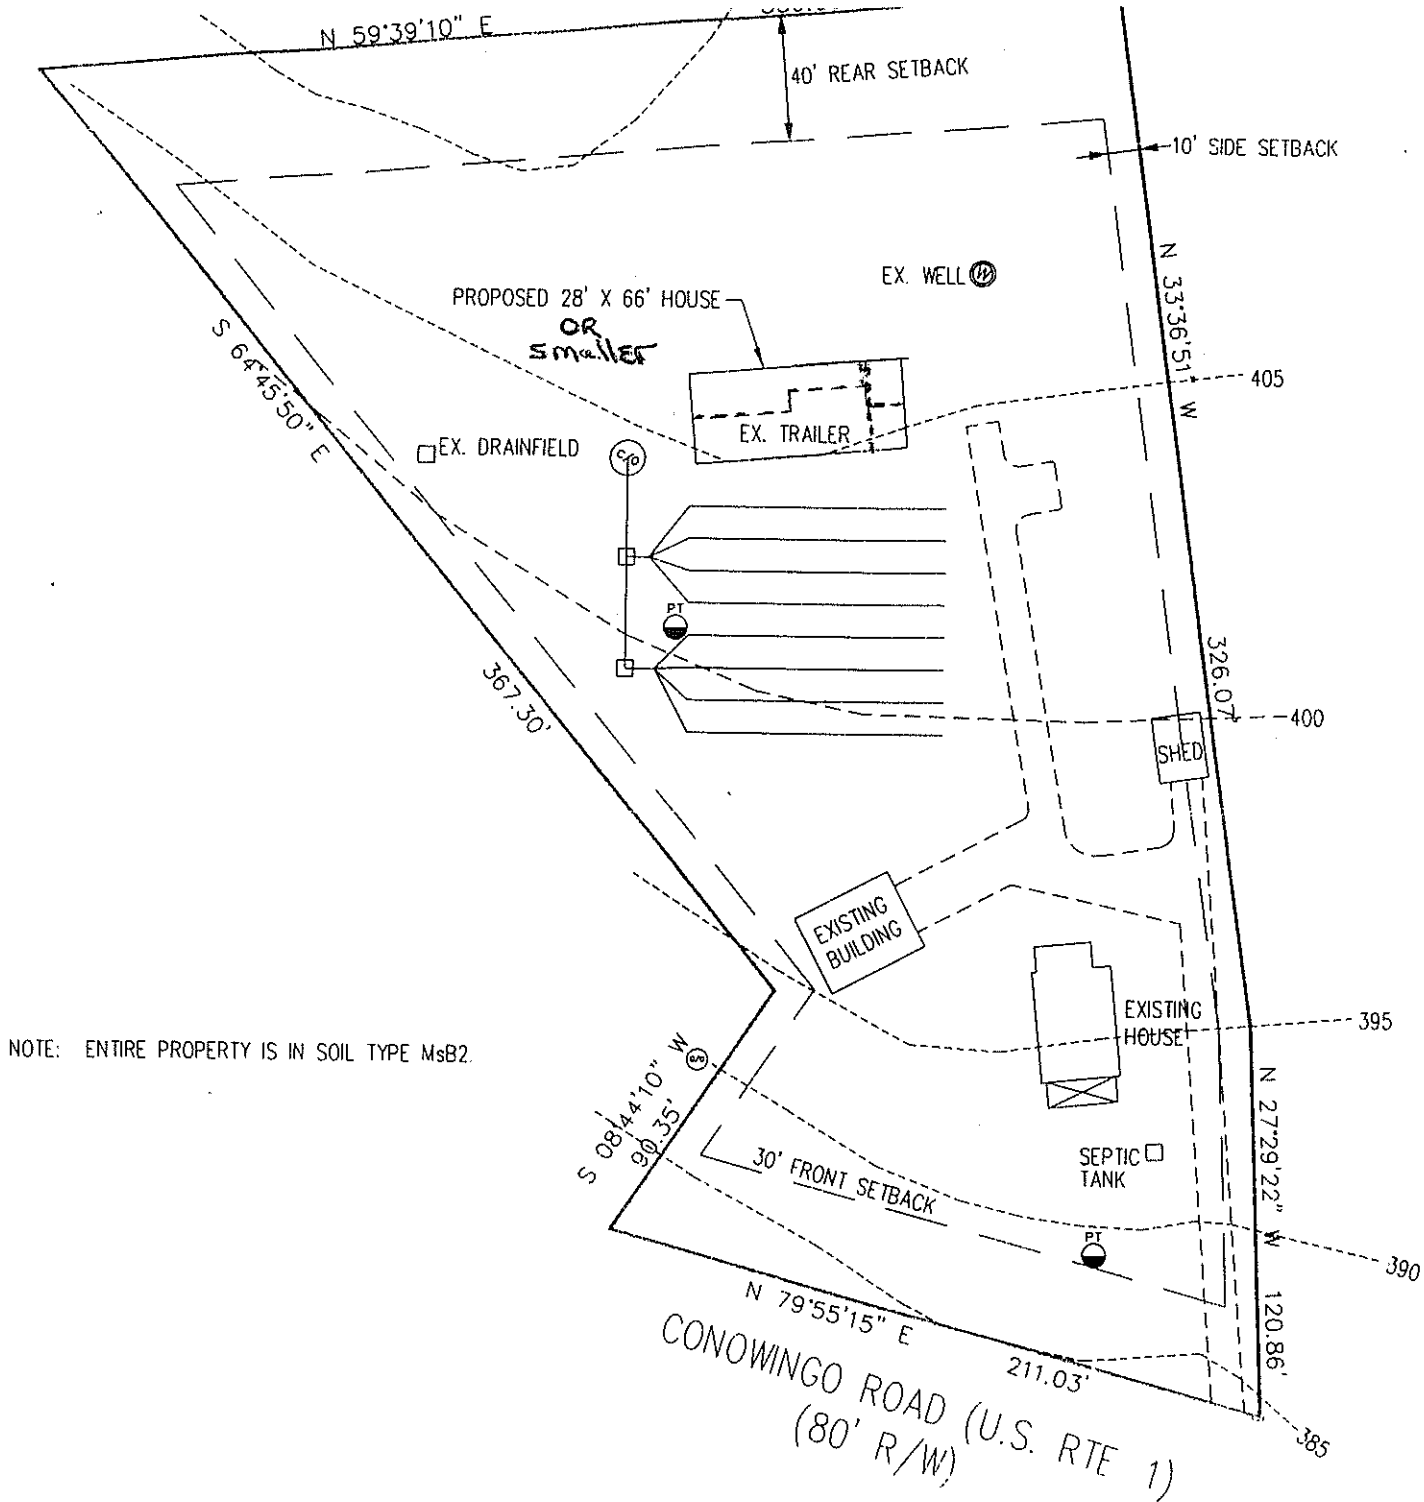 N 59°39'10" E
40' REAR SETBACK
10' SIDE SETBACK
EX. WELL W
PROPOSED 28' X 66' HOUSE
OR
smaller
N 33°36'51" W
S 64°45'50" E
405
EX. TRAILER
EX. DRAINFIELD
c/o
PT
326.07'
367.30'
400
SHED
EXISTING
BUILDING
EXISTING
HOUSE
395
NOTE: ENTIRE PROPERTY IS IN SOIL TYPE MsB2.
S 08°44'10" W
90.35'
N 27°29'22" W 120.86'
SEPTIC
TANK
30' FRONT SETBACK
PT
390
N 79°55'15" E
211.03'
CONOWINGO ROAD (U.S. RTE 1)
(80' R/W)
385